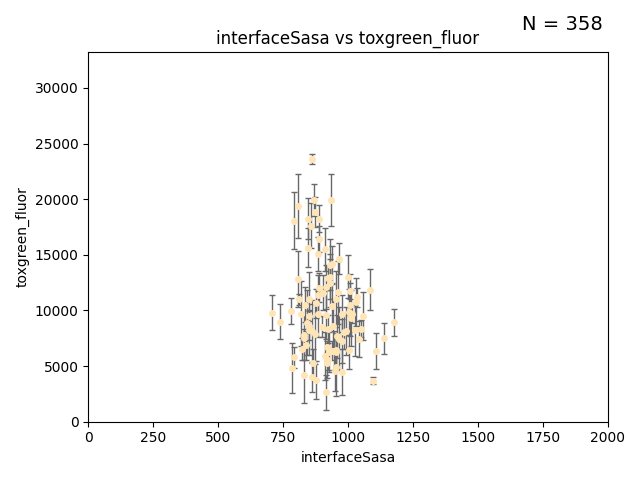 N = 358
interfaceSasa vs toxgreen_fluor
30000
25000
20000
15000
10000
5000
0
toxgreen_fluor
0 250 500 750 1000 1250 1500 1750 2000
interfaceSasa